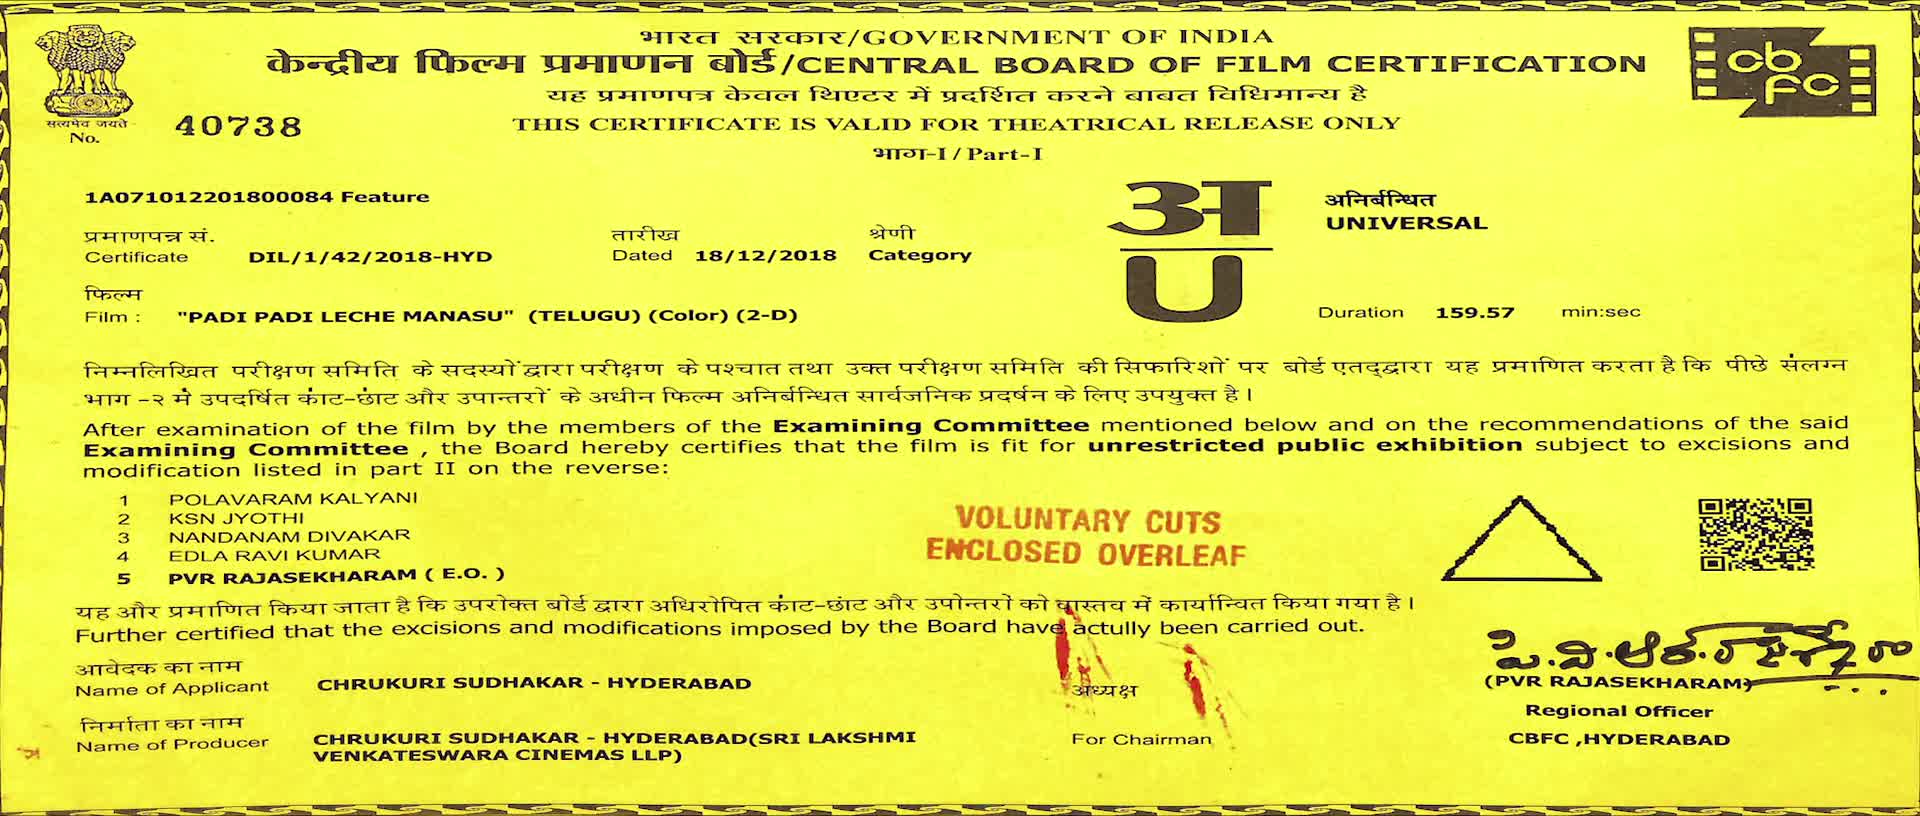 भारत सरकार/GOVERNMENT OF INDIA
केन्द्रीय फिल्म प्रमाणन बोर्ड/CENTRAL BOARD OF FILM CERTIFICATION
यह प्रमाणपत्र केवल थिएटर में प्रदर्शित करने बाबत विधिमान्य है
THIS CERTIFICATE IS VALID FOR THEATRICAL RELEASE ONLY
सत्यमेव जयते
No. 40738
cb
fc
भाग-I / Part-I
1A071012201800084 Feature
अ
U
अनिर्बन्धित
UNIVERSAL
प्रमाणपत्र सं. तारीख श्रेणी
Certificate DIL/1/42/2018-HYD Dated 18/12/2018 Category
फिल्म
Film : "PADI PADI LECHE MANASU" (TELUGU) (Color) (2-D)
Duration 159.57 min:sec
निम्नलिखित परीक्षण समिति के सदस्यों द्वारा परीक्षण के पश्चात तथा उक्त परीक्षण समिति की सिफारिशों पर बोर्ड एतद्द्वारा यह प्रमाणित करता है कि पीछे संलग्न
भाग -२ में उपदर्षित कांट-छांट और उपान्तरों के अधीन फिल्म अनिर्बन्धित सार्वजनिक प्रदर्षन के लिए उपयुक्त है।
After examination of the film by the members of the Examining Committee mentioned below and on the recommendations of the said
Examining Committee , the Board hereby certifies that the film is fit for unrestricted public exhibition subject to excisions and
modification listed in part II on the reverse:
1 POLAVARAM KALYANI
2 KSN JYOTHI
3 NANDANAM DIVAKAR
4 EDLA RAVI KUMAR
5 PVR RAJASEKHARAM ( E.O. )
VOLUNTARY CUTS
ENCLOSED OVERLEAF
यह और प्रमाणित किया जाता है कि उपरोक्त बोर्ड द्वारा अधिरोपित कांट-छांट और उपोन्तरों को वास्तव में कार्यान्वित किया गया है।
Further certified that the excisions and modifications imposed by the Board have actully been carried out.
आवेदक का नाम
Name of Applicant CHRUKURI SUDHAKAR - HYDERABAD
निर्माता का नाम
Name of Producer CHRUKURI SUDHAKAR - HYDERABAD(SRI LAKSHMI
VENKATESWARA CINEMAS LLP)
अध्यक्ष
For Chairman
(PVR RAJASEKHARAM)
Regional Officer
CBFC ,HYDERABAD